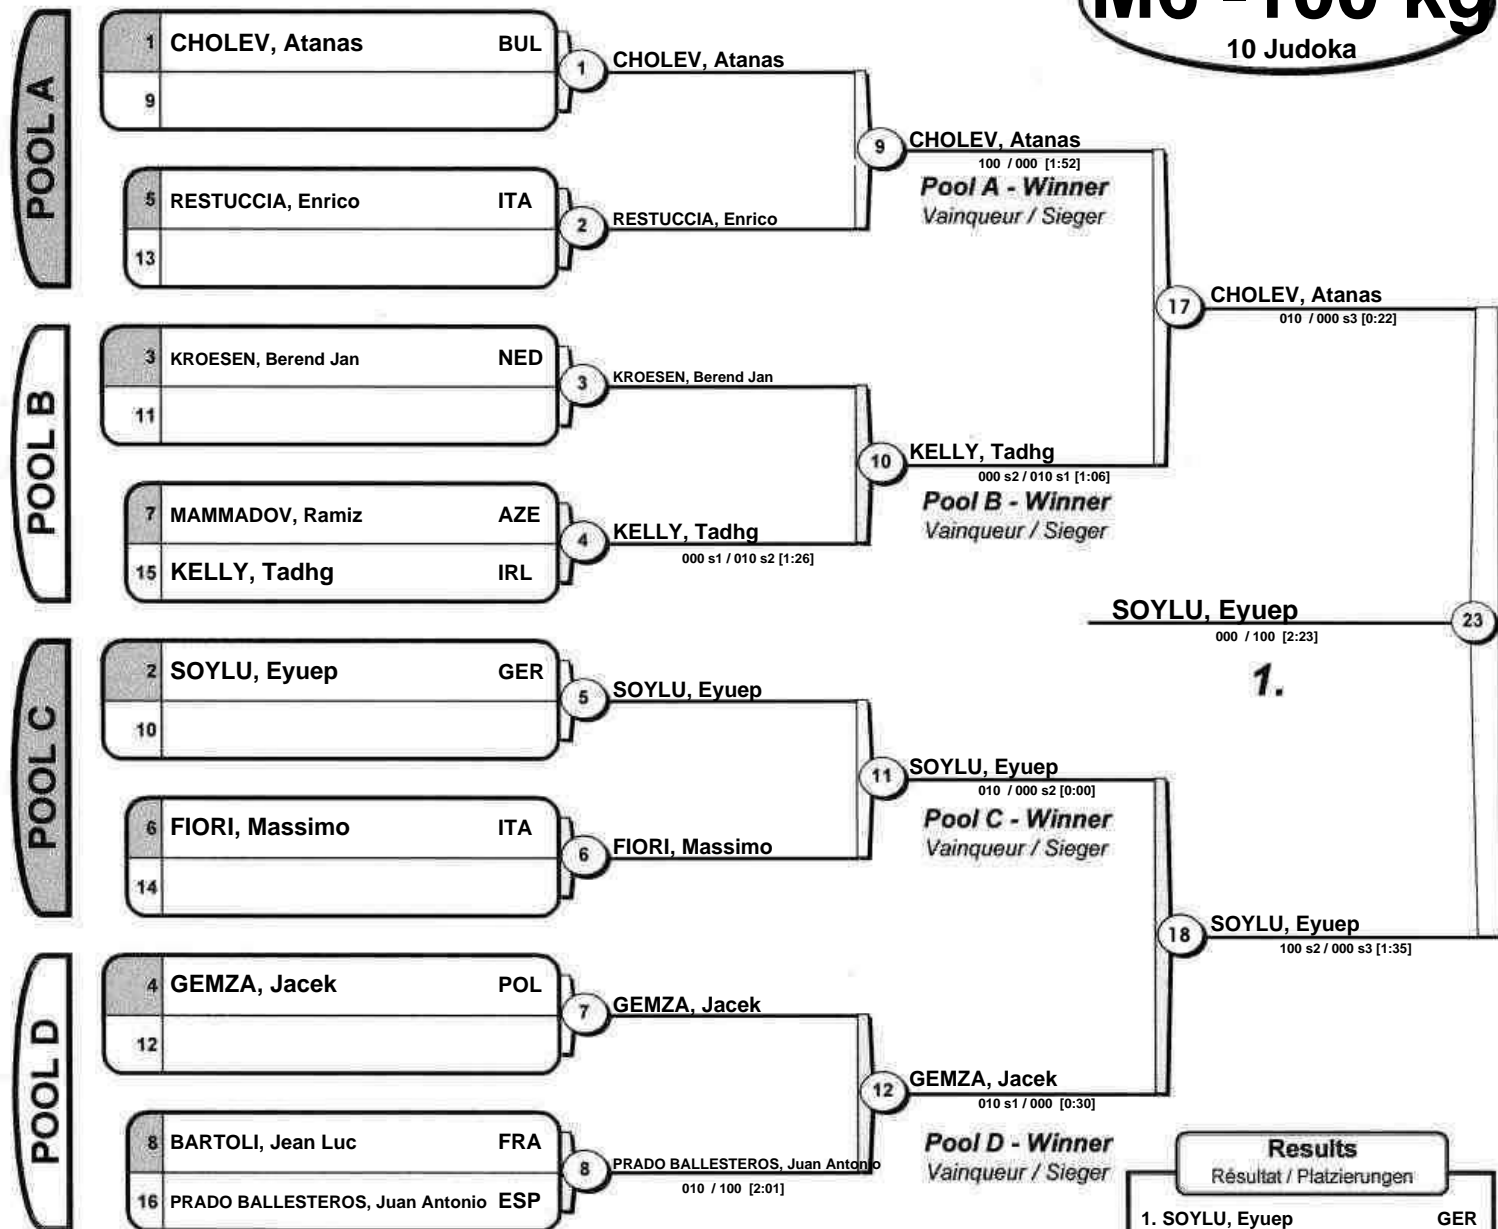 M6 -100 kg
10 Judoka
POOL A
1 CHOLEV, Atanas BUL
9
1 CHOLEV, Atanas
5 RESTUCCIA, Enrico ITA
13
2 RESTUCCIA, Enrico
9 CHOLEV, Atanas
100 / 000 [1:52]
Pool A - Winner
Vainqueur / Sieger
POOL B
3 KROESEN, Berend Jan NED
11
3 KROESEN, Berend Jan
7 MAMMADOV, Ramiz AZE
15 KELLY, Tadhg IRL
4 KELLY, Tadhg
000 s1 / 010 s2 [1:26]
10 KELLY, Tadhg
000 s2 / 010 s1 [1:06]
Pool B - Winner
Vainqueur / Sieger
17 CHOLEV, Atanas
010 / 000 s3 [0:22]
SOYLU, Eyuep 23
000 / 100 [2:23]
1.
POOL C
2 SOYLU, Eyuep GER
10
5 SOYLU, Eyuep
6 FIORI, Massimo ITA
14
6 FIORI, Massimo
11 SOYLU, Eyuep
010 / 000 s2 [0:00]
Pool C - Winner
Vainqueur / Sieger
18 SOYLU, Eyuep
100 s2 / 000 s3 [1:35]
POOL D
4 GEMZA, Jacek POL
12
7 GEMZA, Jacek
8 BARTOLI, Jean Luc FRA
16 PRADO BALLESTEROS, Juan Antonio ESP
8 PRADO BALLESTEROS, Juan Antonio
010 / 100 [2:01]
12 GEMZA, Jacek
010 s1 / 000 [0:30]
Pool D - Winner
Vainqueur / Sieger
Results
Résultat / Platzierungen
1. SOYLU, Eyuep GER